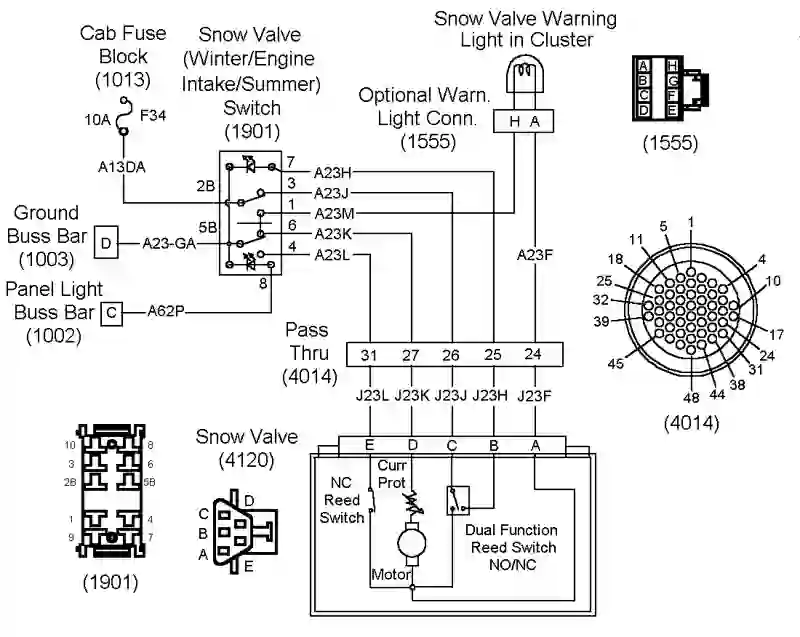 Cab Fuse
Block
(1013)
10A
F34
A13DA
Snow Valve
(Winter/Engine
Intake/Summer)
Switch
(1901)
Snow Valve Warning
Light in Cluster
Optional Warn.
Light Conn.
(1555)
H A
A H
B G
C F
D E
(1555)
2B
5B
7
3
1
6
4
8
A23H
A23J
A23M
A23K
A23L
A23F
Ground
Buss Bar
(1003)
D
A23-GA
Panel Light
Buss Bar
(1002)
C
A62P
Pass
Thru
(4014)
31 27 26 25 24
J23L J23K J23J J23H J23F
1
5
11
18
25
32
39
45
4
10
17
24
31
38
44
48
(4014)
10 8
3 6
2B 5B
1 4
9 7
(1901)
Snow Valve
(4120)
C
B
A
D
E
E D C B A
NC
Reed
Switch
Curr
Prot
Motor
Dual Function
Reed Switch
NO/NC